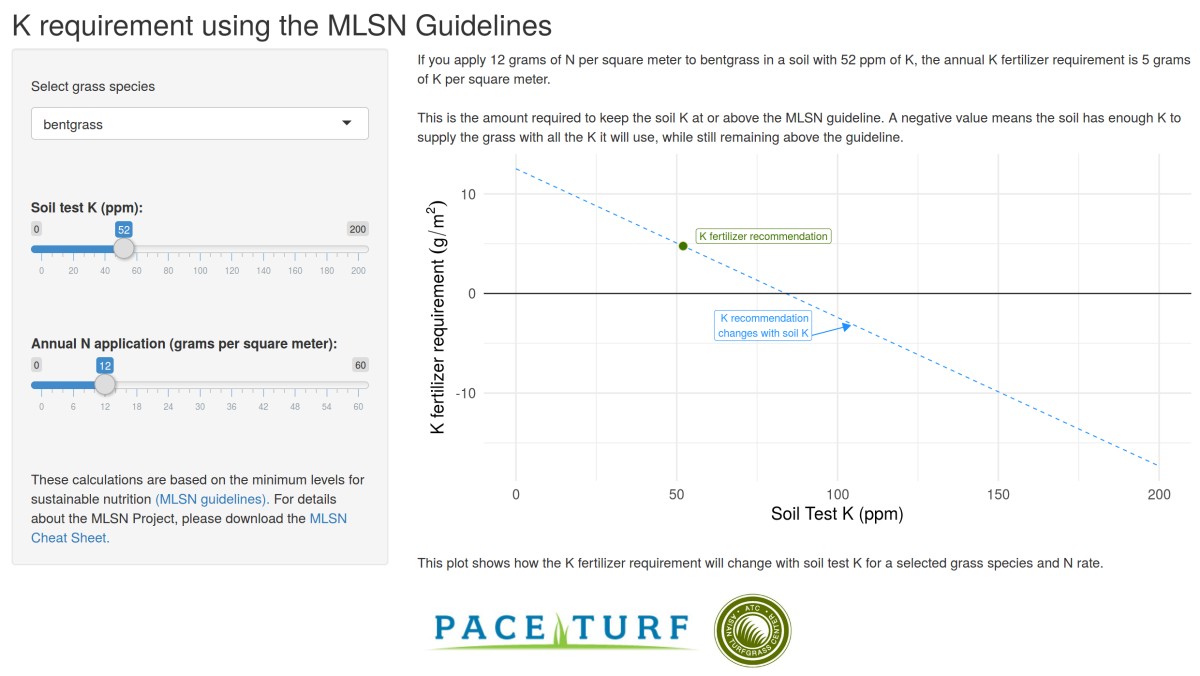 K requirement using the MLSN Guidelines
Select grass species
bentgrass
Soil test K (ppm):
0 52 200
0 20 40 60 80 100 120 140 160 180 200
Annual N application (grams per square meter):
0 12 60
0 6 12 18 24 30 36 42 48 54 60
These calculations are based on the minimum levels for
sustainable nutrition (MLSN guidelines). For details
about the MLSN Project, please download the MLSN
Cheat Sheet.
If you apply 12 grams of N per square meter to bentgrass in a soil with 52 ppm of K, the annual K fertilizer requirement is 5 grams
of K per square meter.
This is the amount required to keep the soil K at or above the MLSN guideline. A negative value means the soil has enough K to
supply the grass with all the K it will use, while still remaining above the guideline.
K fertilizer requirement (g/m²)
10
0
-10
K fertilizer recommendation
K recommendation
changes with soil K
0 50 100 150 200
Soil Test K (ppm)
This plot shows how the K fertilizer requirement will change with soil test K for a selected grass species and N rate.
PACE TURF
ATC
ASIAN TURFGRASS CENTER